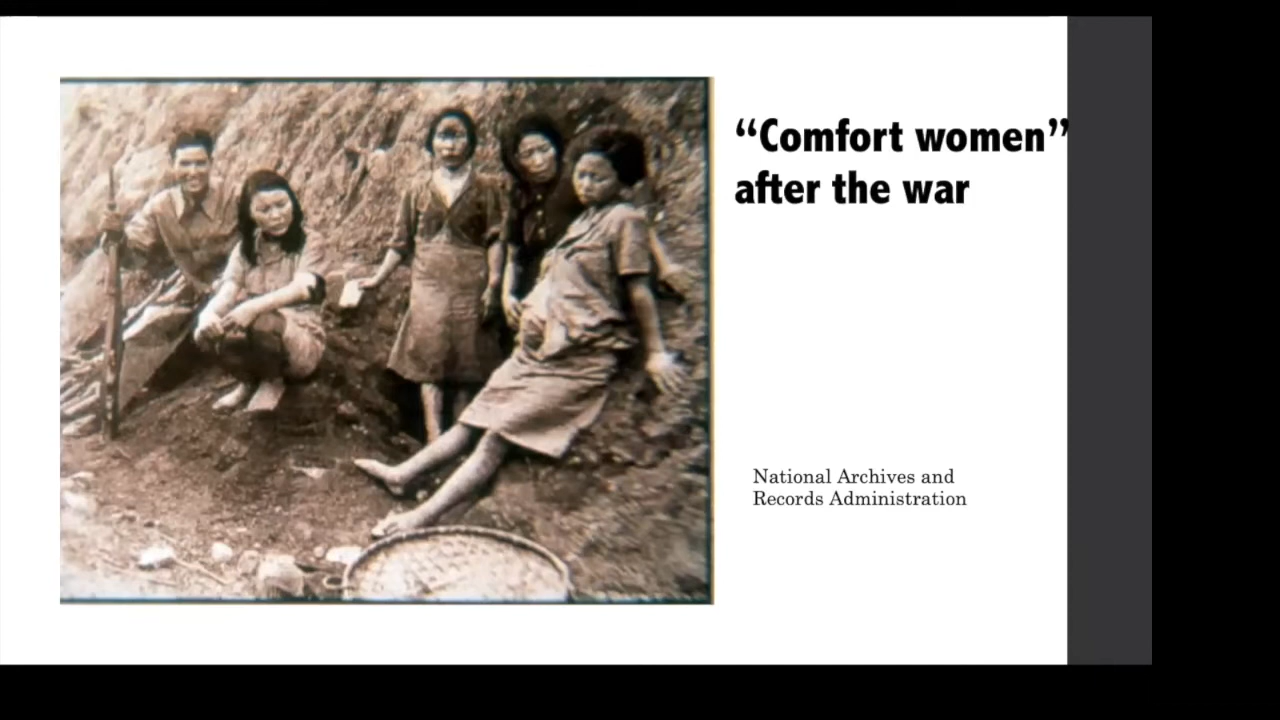 “Comfort women”
after the war
National Archives and
Records Administration